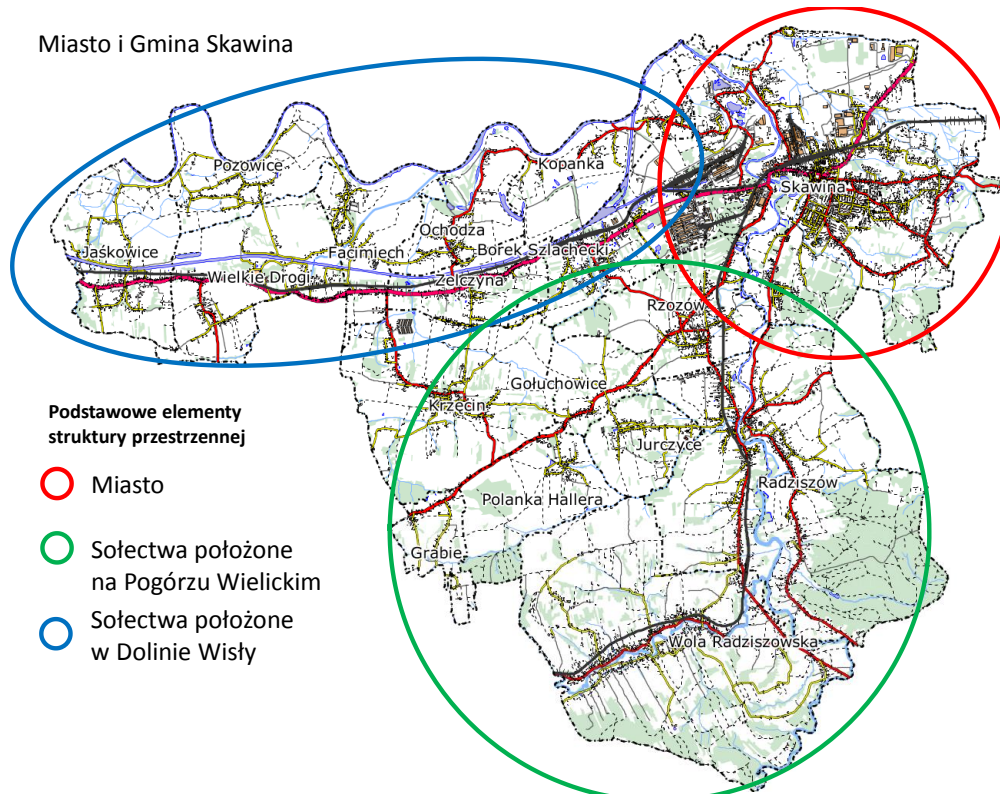 Miasto i Gmina Skawina
Pozowice
Kopanka
Skawina
Ochodza
Jaśkowice
Facimiech
Borek Szlachecki
Wielkie Drogi
Zelczyna
Rzozów
Gołuchowice
Krzęcin
Jurczyce
Radziszów
Polanka Hallera
Grabie
Wola Radziszowska
Podstawowe elementy
struktury przestrzennej
Miasto
Sołectwa położone
na Pogórzu Wielickim
Sołectwa położone
w Dolinie Wisły